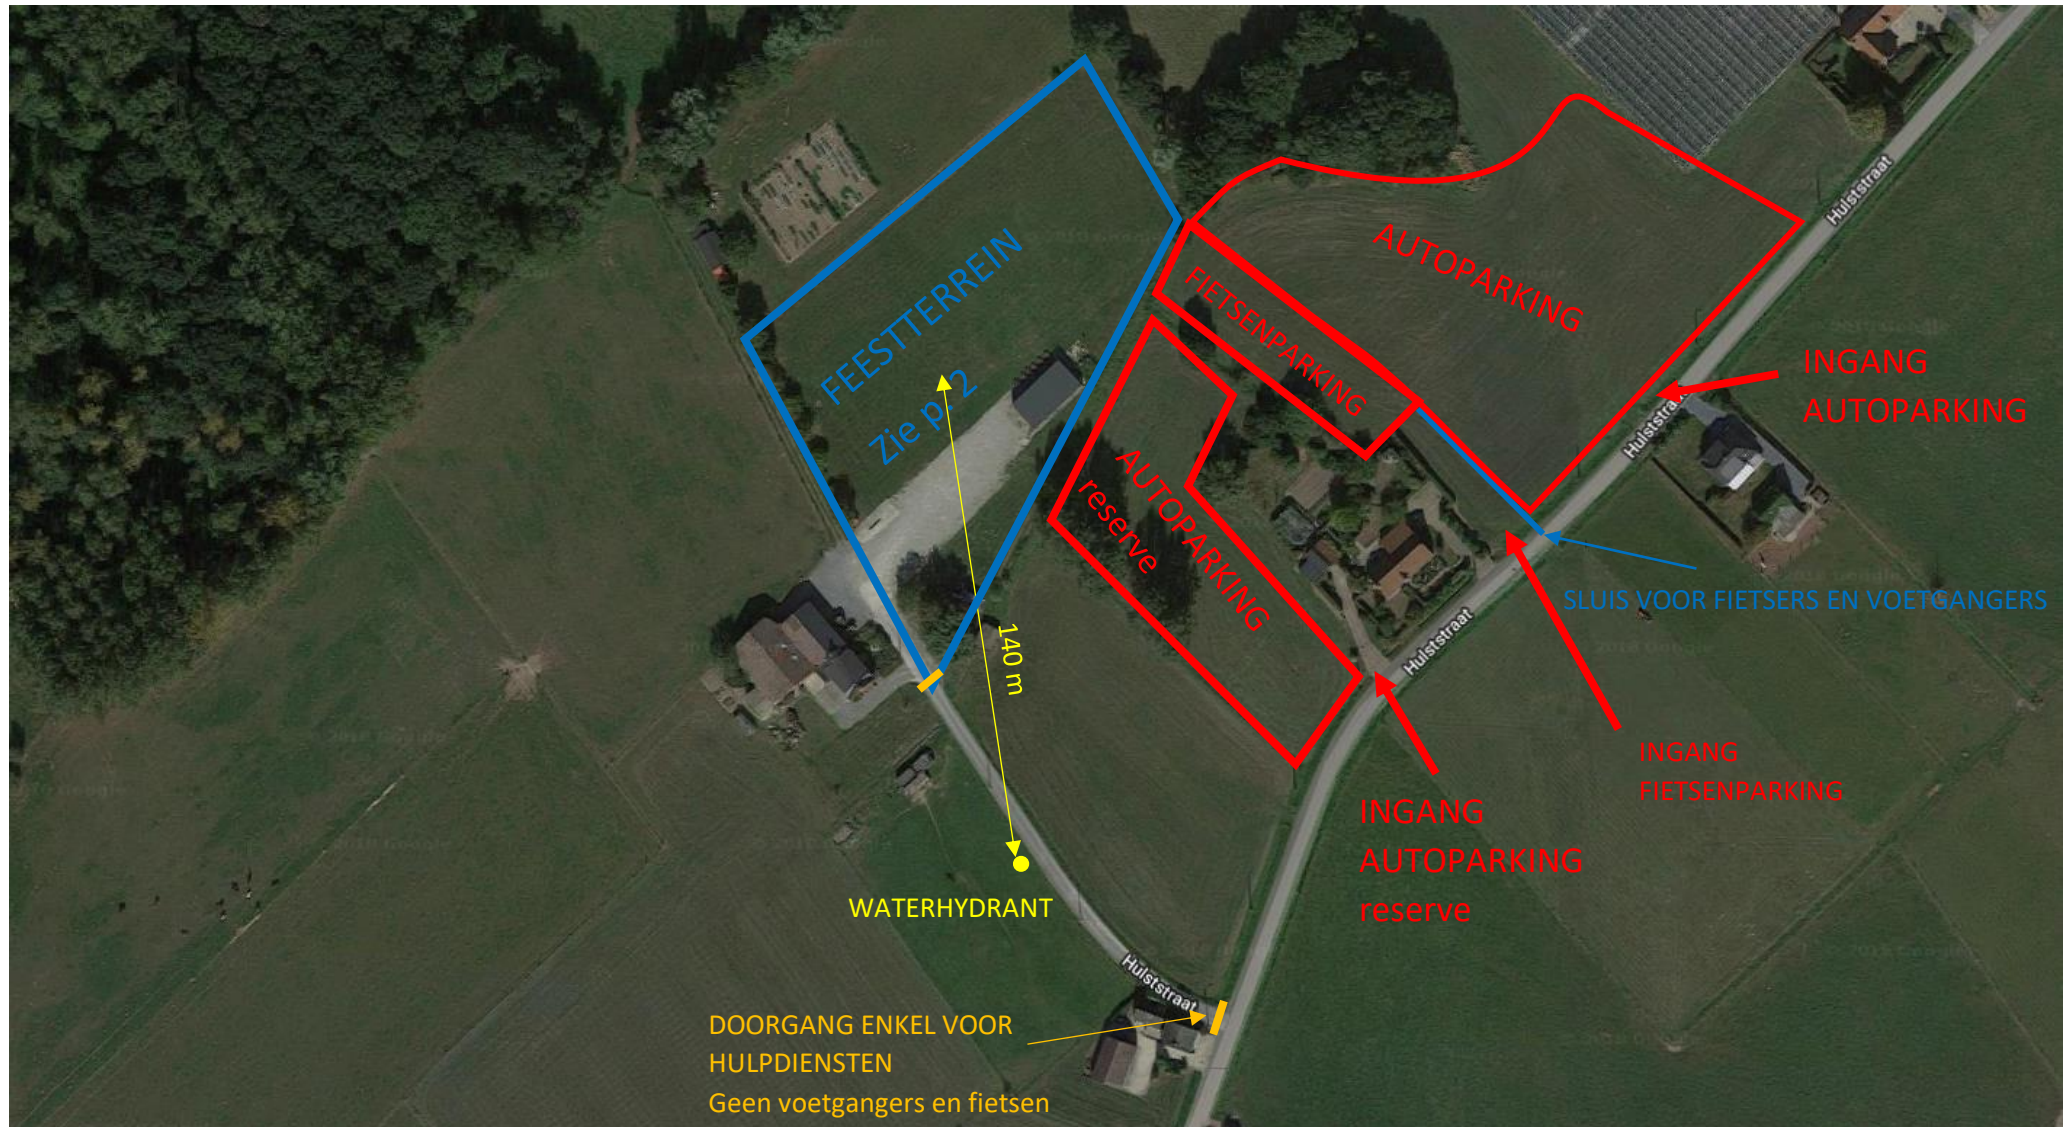 Hulststraat
AUTOPARKING
FEESTTERREIN
Zie p. 2
FIETSENPARKING
INGANG
AUTOPARKING
Hulststraat
AUTOPARKING
reserve
SLUIS VOOR FIETSERS EN VOETGANGERS
140 m
Hulststraat
INGANG
FIETSENPARKING
INGANG
AUTOPARKING
reserve
WATERHYDRANT
Hulststraat
DOORGANG ENKEL VOOR
HULPDIENSTEN
Geen voetgangers en fietsen